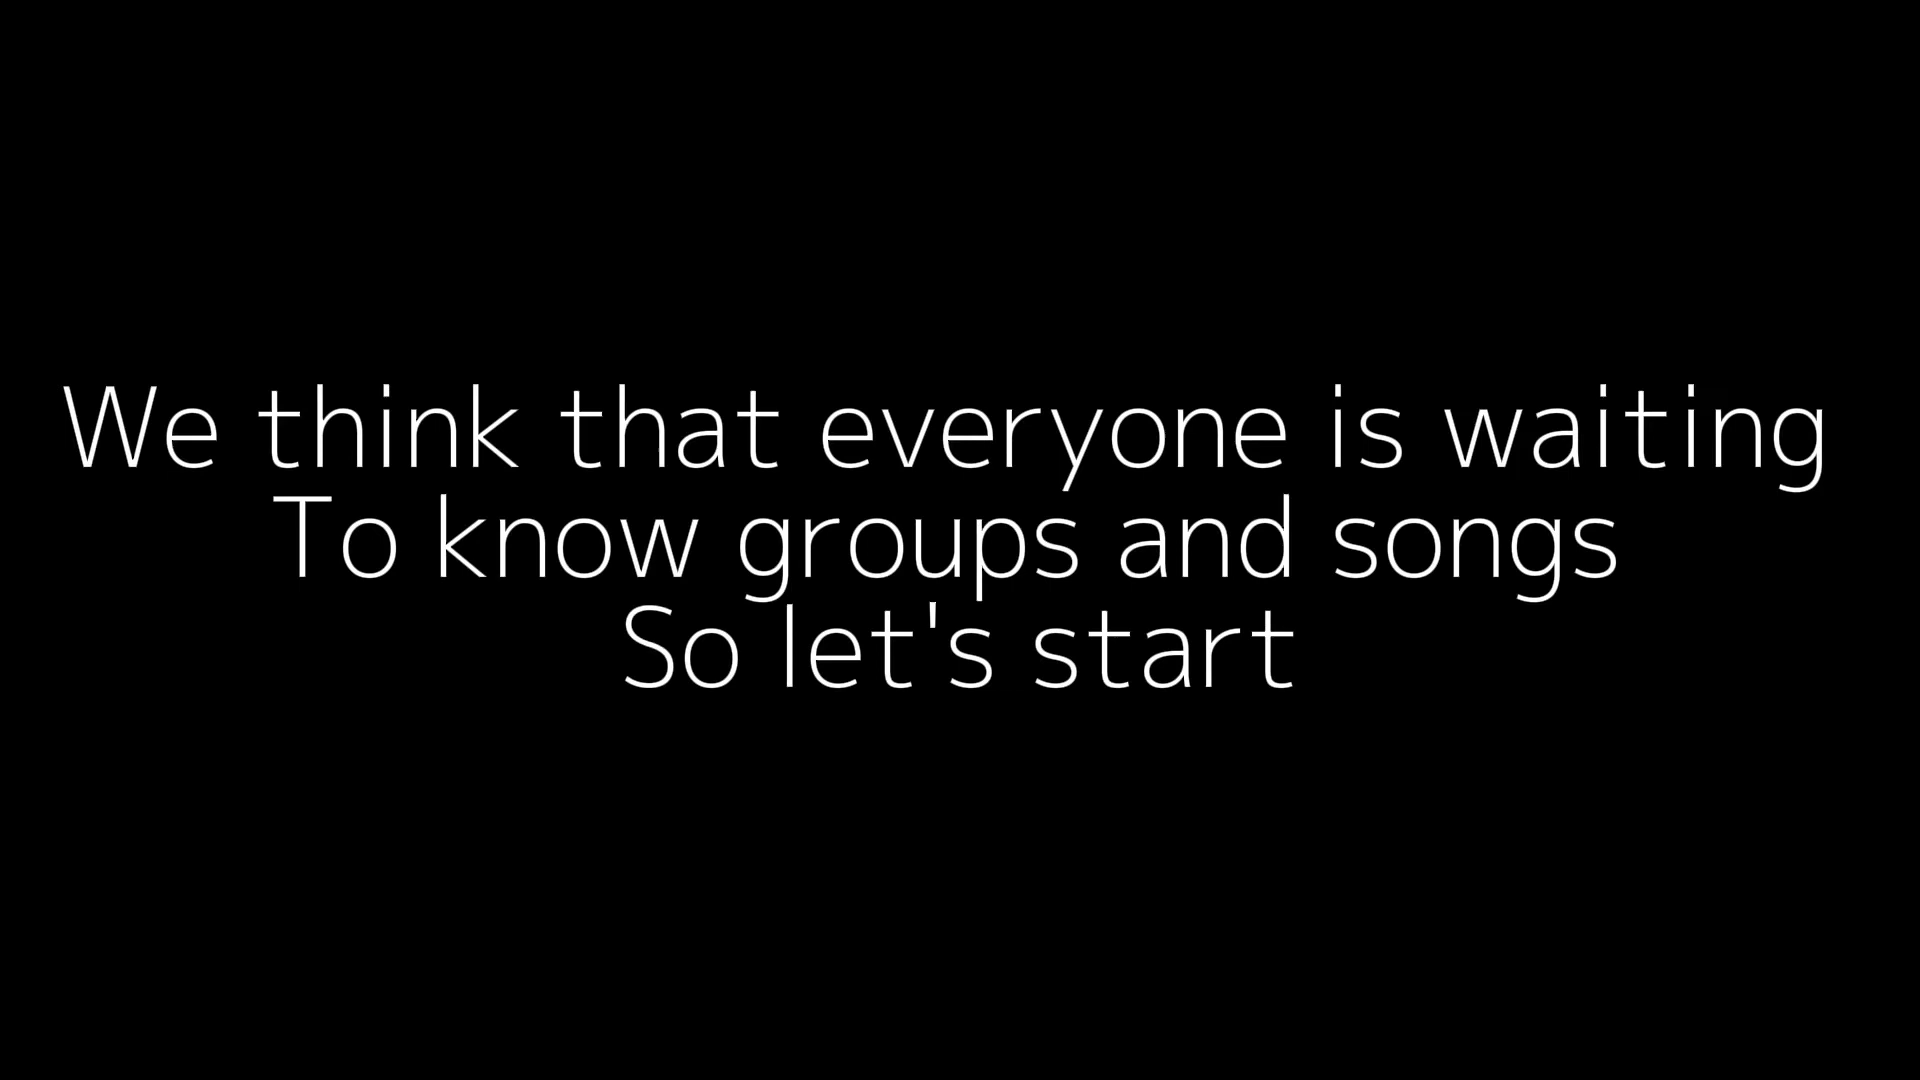 We think that everyone is waiting
To know groups and songs
So let's start